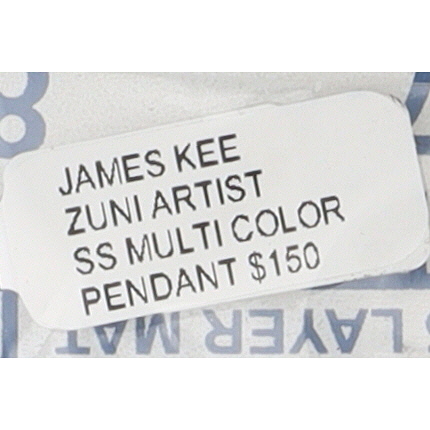 JAMES KEE
ZUNI ARTIST
SS MULTI COLOR
PENDANT $150
LAYER MAT